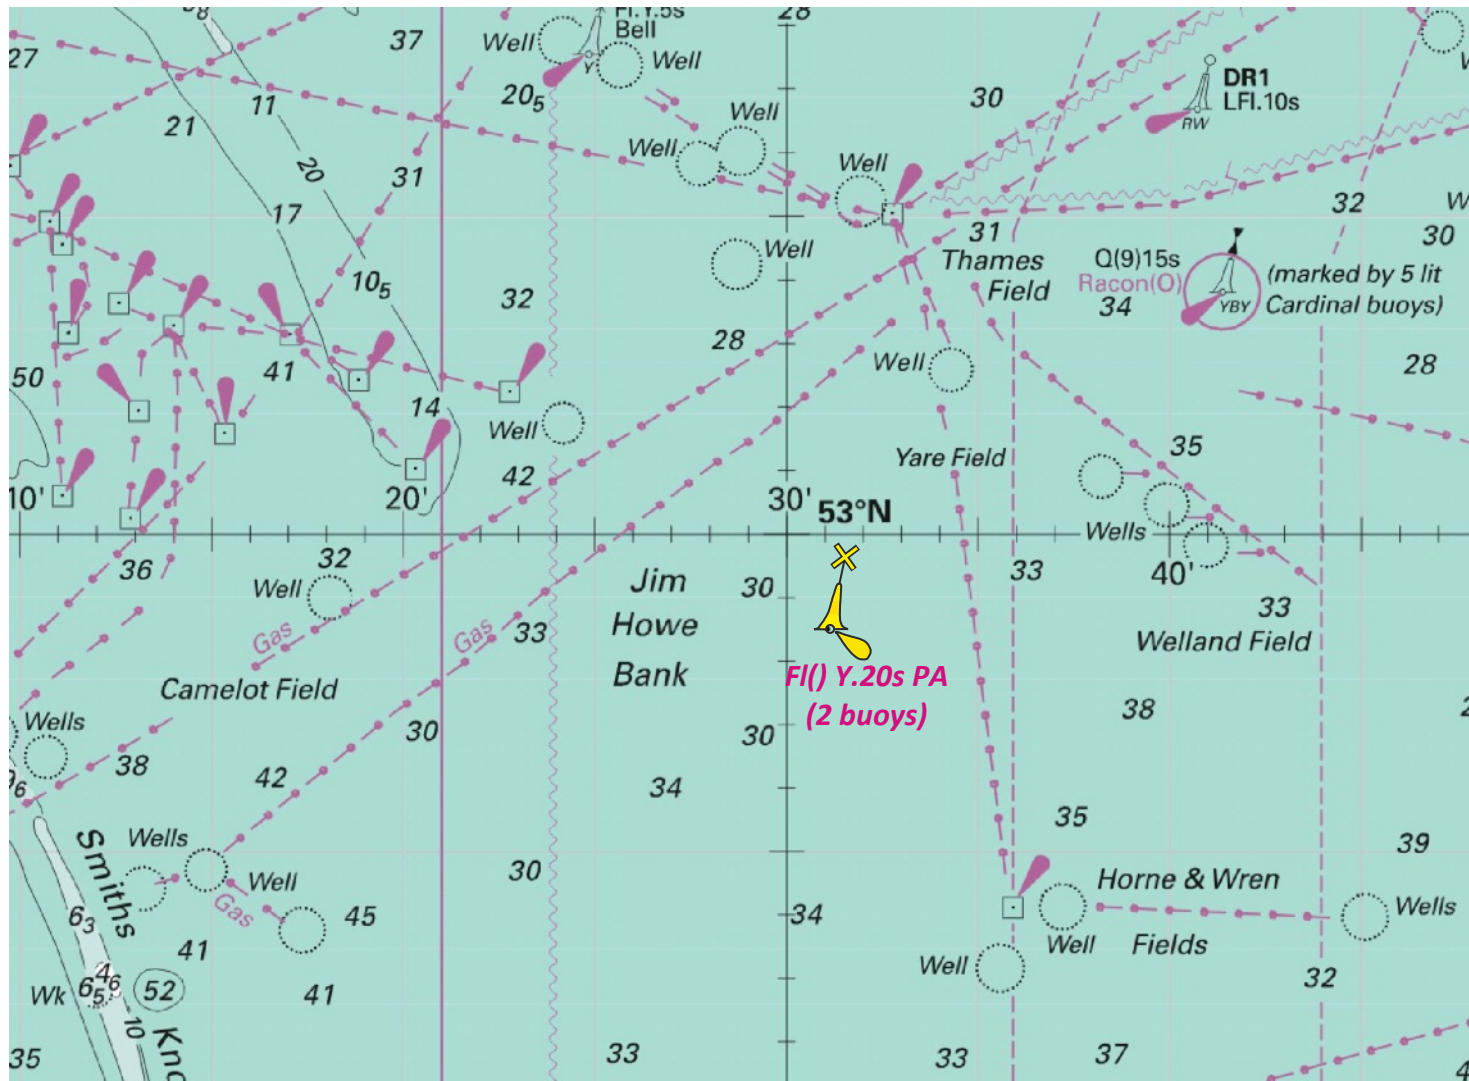 8
Fl.Y.5s
Bell
28
37
Well
Y
Well
27
20₅
30
DR1
LFl.10s
RW
11
21
Well
Well
Well
20
31
17
32
W
30
31
Thames
Field
Well
Q(9)15s
Racon(O)
34
YBY
(marked by 5 lit
Cardinal buoys)
10₅
32
28
50
41
Well
28
14
Well
42
35
Yare Field
10'
20'
30'
53°N
Wells
40'
36
32
Well
Jim
Howe
Bank
30
33
33
Gas
Gas
33
Welland Field
Fl() Y.20s PA
(2 buoys)
Camelot Field
Wells
30
30
38
38
42
34
35
Wells
39
Smiths
30
Well
Gas
45
Horne & Wren
Fields
Wells
34
6₃
41
Well
Well
32
Wk
4₆
6₅
52
41
10
Kno
35
33
33
37